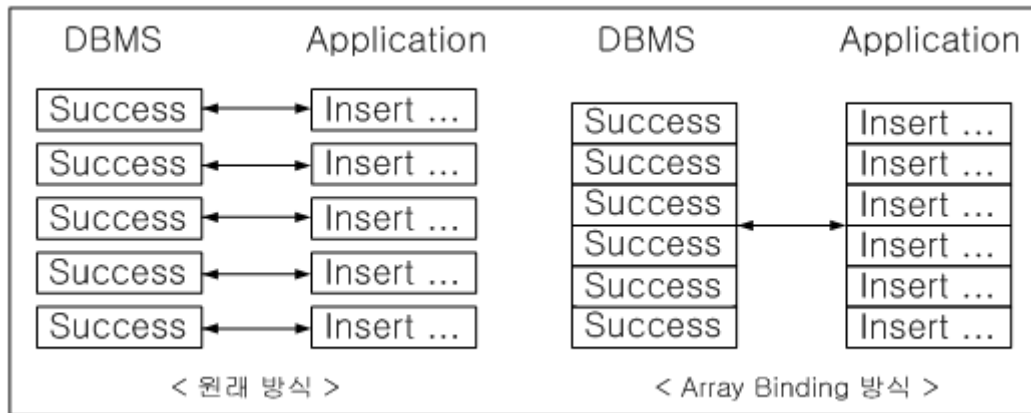 DBMS Application DBMS Application
Success Insert ...
Success Insert ...
Success Insert ...
Success Insert ...
Success Insert ...
< 원래 방식 >
Success Insert ...
Success Insert ...
Success Insert ...
Success Insert ...
Success Insert ...
Success Insert ...
< Array Binding 방식 >